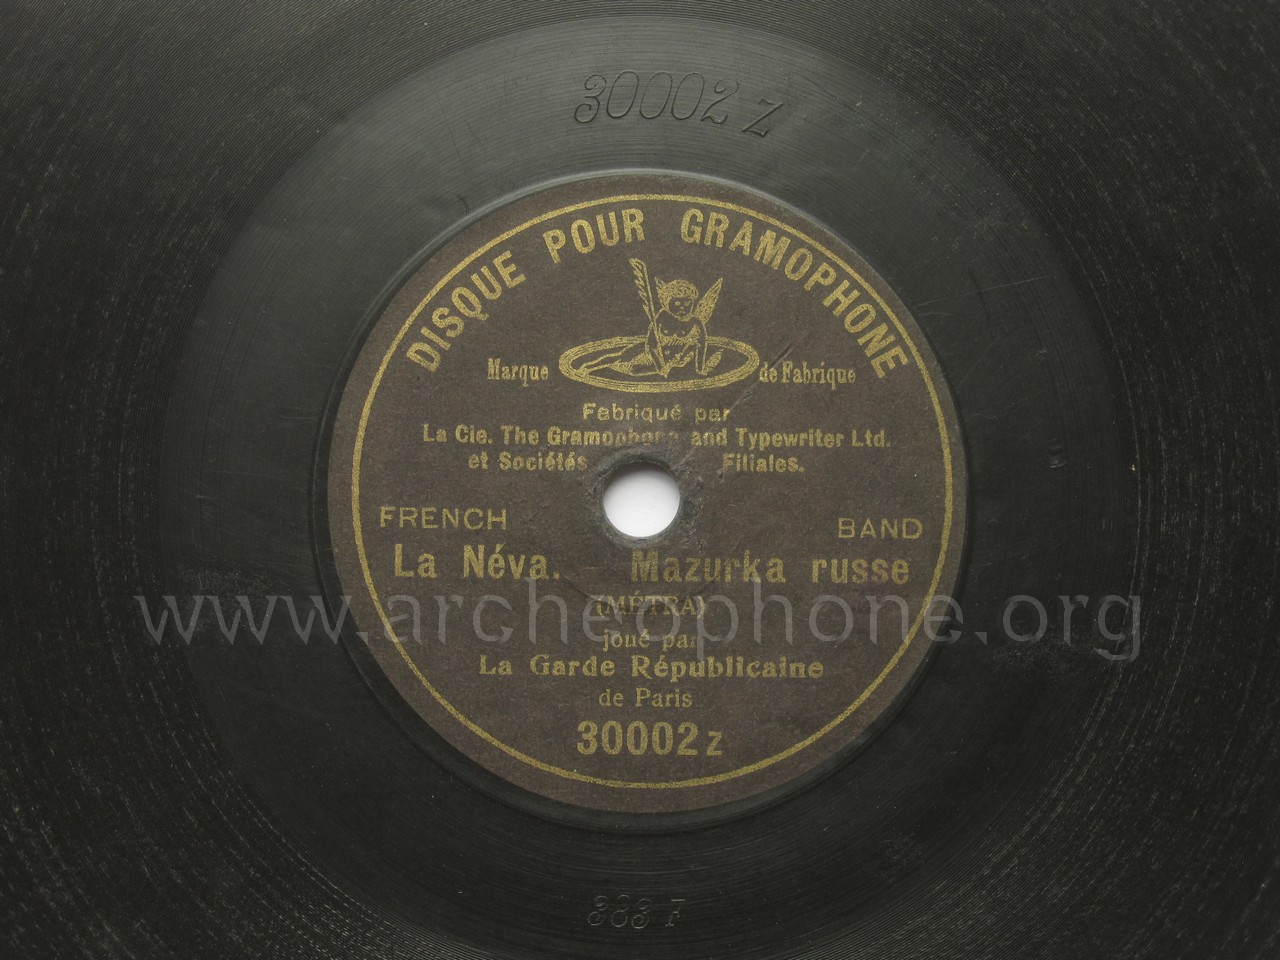 30002 z
DISQUE POUR GRAMOPHONE
Marque de Fabrique
Fabriqué par
La Cie. The Gramophone and Typewriter Ltd.
et Sociétés Filiales.
FRENCH BAND
La Néva. Mazurka russe
(MÉTRA)
www.archeophone.org
joué par
La Garde Républicaine
de Paris
30002 z